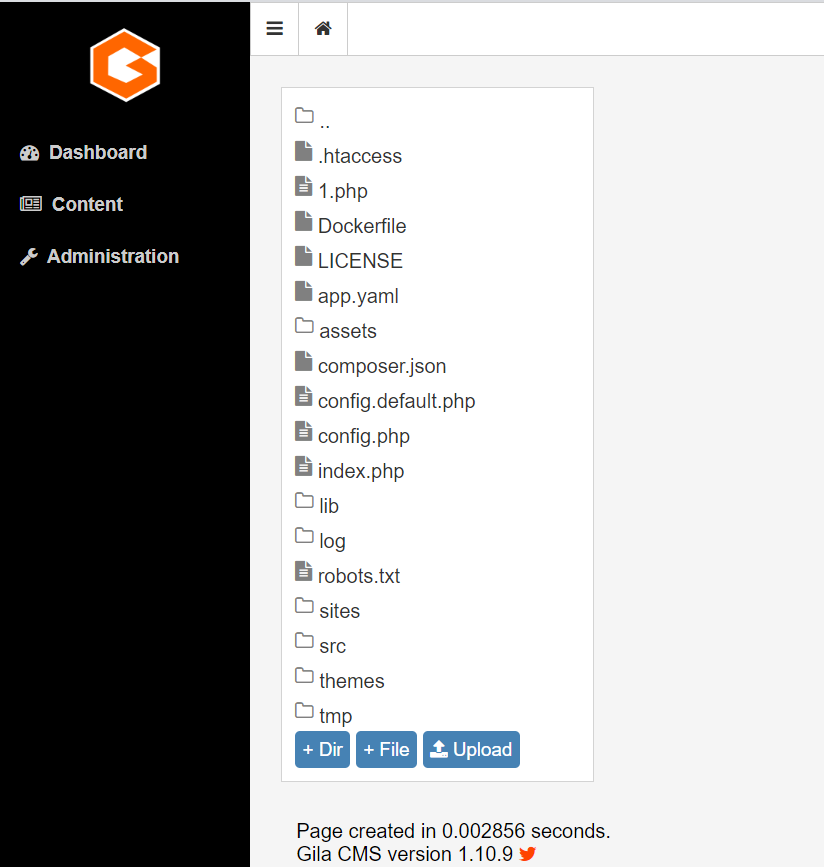 Dashboard
Content
Administration
..
.htaccess
1.php
Dockerfile
LICENSE
app.yaml
assets
composer.json
config.default.php
config.php
index.php
lib
log
robots.txt
sites
src
themes
tmp
+ Dir + File Upload
Page created in 0.002856 seconds.
Gila CMS version 1.10.9